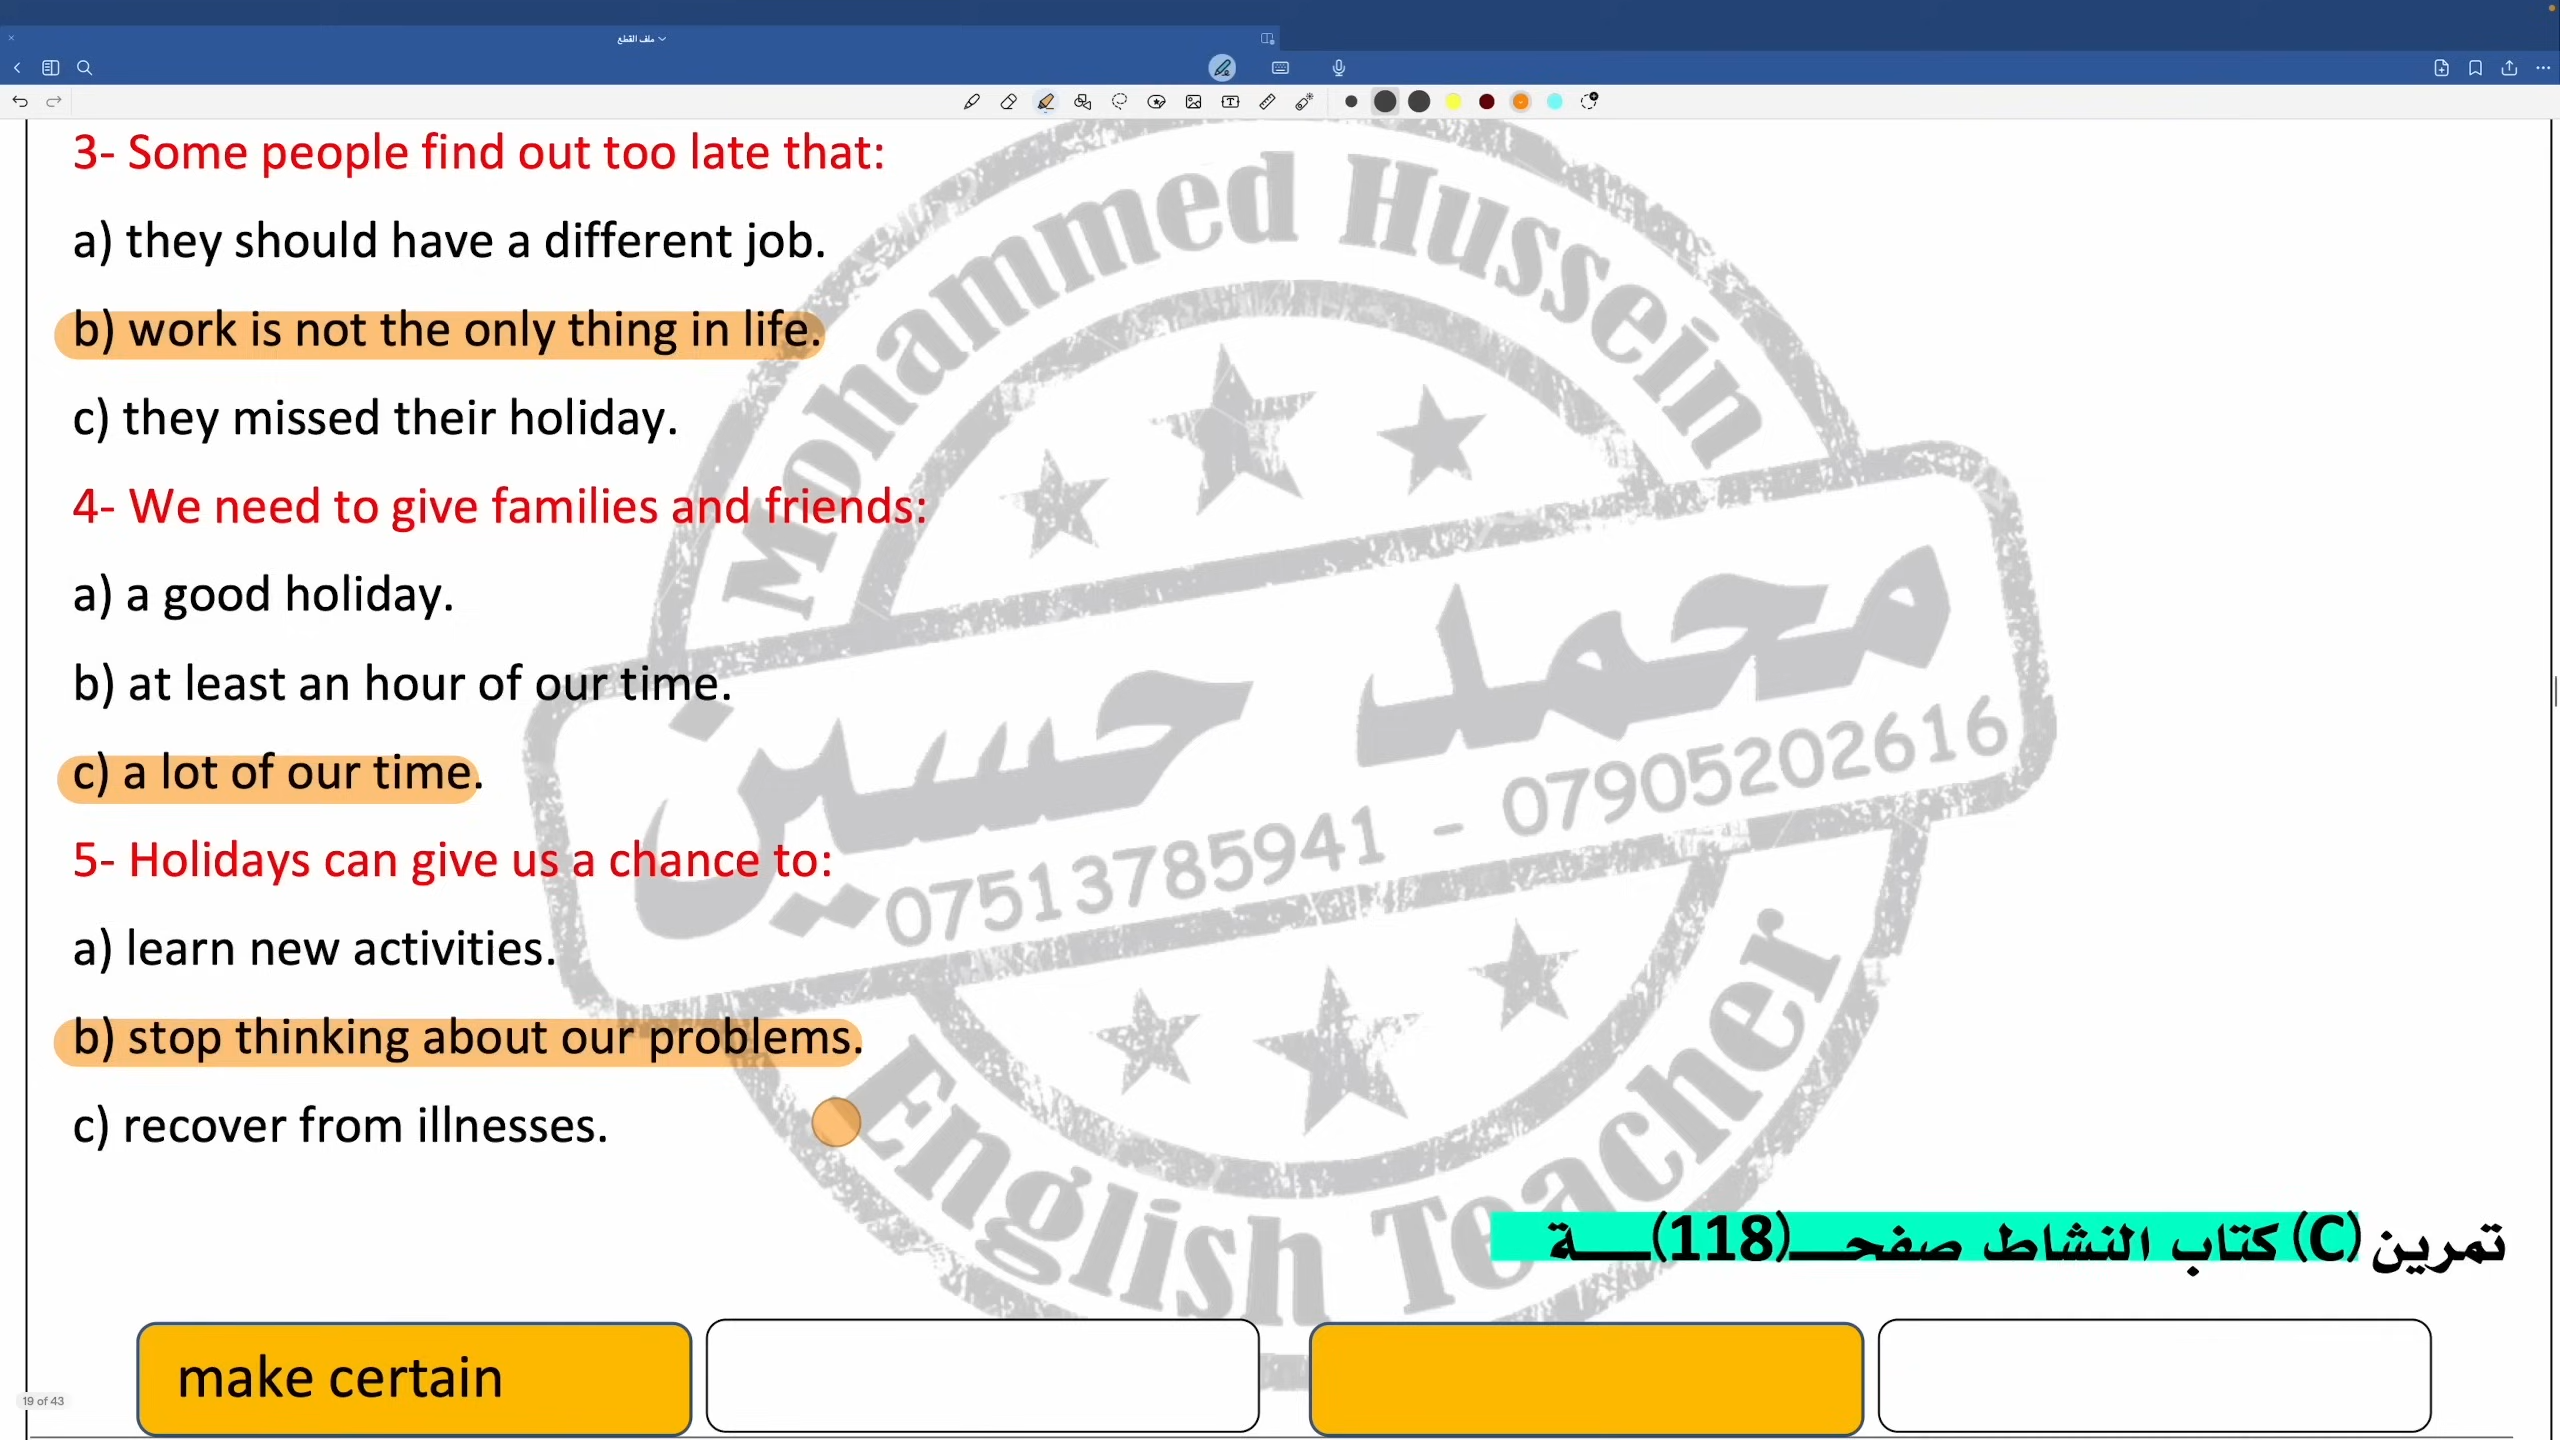 ملف القطع
3- Some people find out too late that:
a) they should have a different job.
b) work is not the only thing in life.
c) they missed their holiday.
4- We need to give families and friends:
a) a good holiday.
b) at least an hour of our time.
c) a lot of our time.
5- Holidays can give us a chance to:
a) learn new activities.
b) stop thinking about our problems.
c) recover from illnesses.
Mohammed Hussein
محمد حسين
07513785941 - 07905202616
English Teacher
تمرين (C) كتاب النشاط صفحـــ(118)ـــة
make certain
19 of 43